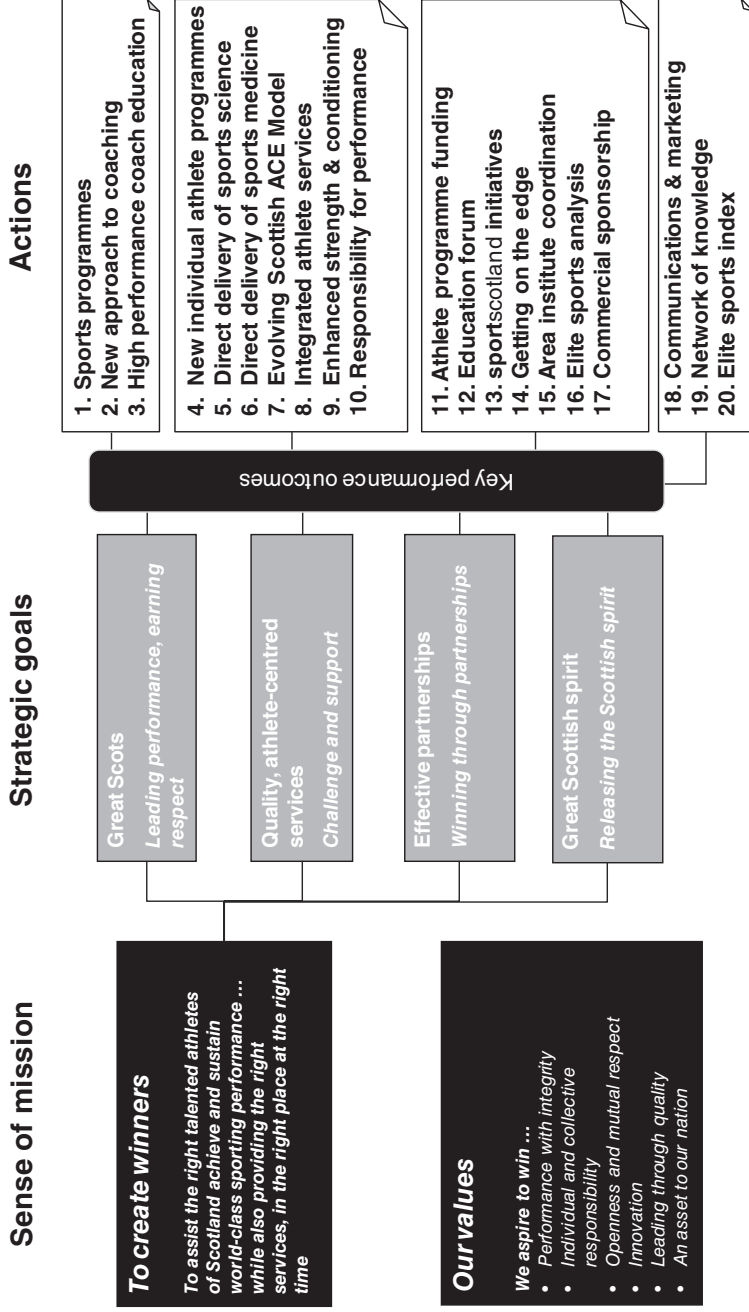 Sense of mission
To create winners
To assist the right talented athletes
of Scotland achieve and sustain
world-class sporting performance ...
while also providing the right
services, in the right place at the right
time
Our values
We aspire to win ...
• Performance with integrity
• Individual and collective
responsibility
• Openness and mutual respect
• Innovation
• Leading through quality
• An asset to our nation
Strategic goals
Great Scots
Leading performance, earning
respect
Quality, athlete-centred
services
Challenge and support
Effective partnerships
Winning through partnerships
Great Scottish spirit
Releasing the Scottish spirit
Key performance outcomes
Actions
1. Sports programmes
2. New approach to coaching
3. High performance coach education
4. New individual athlete programmes
5. Direct delivery of sports science
6. Direct delivery of sports medicine
7. Evolving Scottish ACE Model
8. Integrated athlete services
9. Enhanced strength & conditioning
10. Responsibility for performance
11. Athlete programme funding
12. Education forum
13. sportscotland initiatives
14. Getting on the edge
15. Area institute coordination
16. Elite sports analysis
17. Commercial sponsorship
18. Communications & marketing
19. Network of knowledge
20. Elite sports index